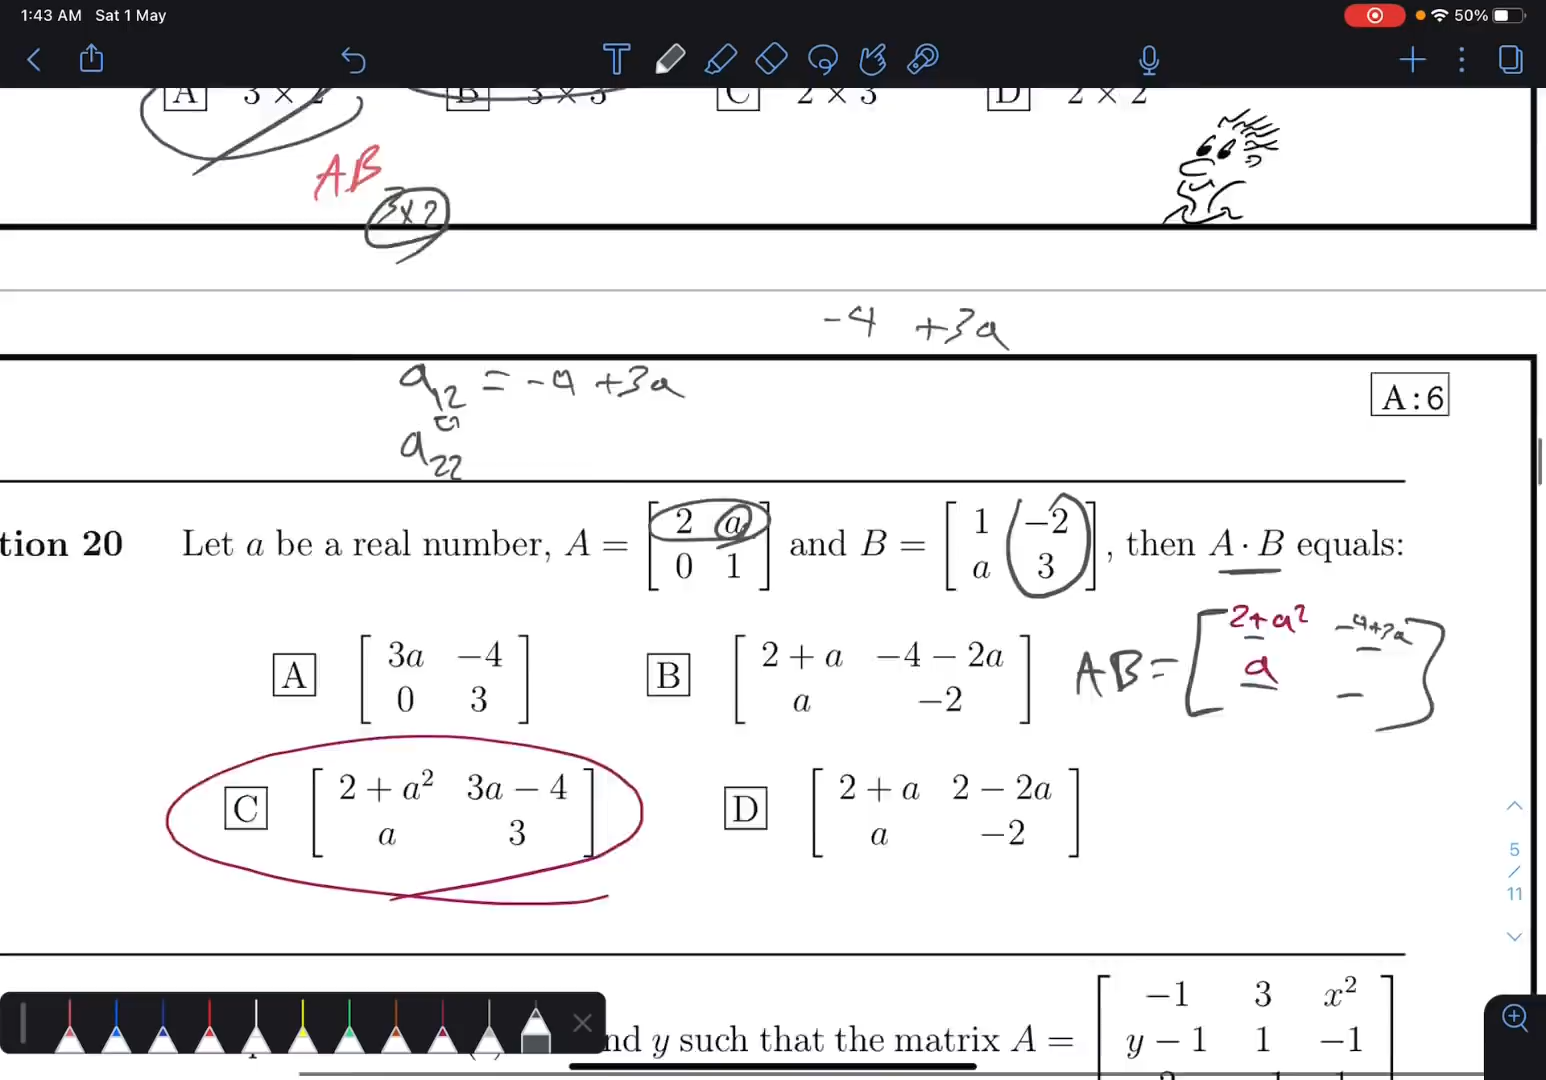 1:43 AM Sat 1 May 50%
A 3 × 2 B 3 × 3 C 2 × 3 D 2 × 2
AB
3×2
-4 +3a
a12 = -4 +3a
A : 6
a22
tion 20 Let a be a real number, A = [ 2 a 0 1 ] and B = [ 1 −2 a 3 ], then A · B equals:
A [ 3a −4 0 3 ] B [ 2 + a −4 − 2a a −2 ]
AB = [ 2+a² -4+3a a – ]
C [ 2 + a² 3a − 4 a 3 ] D [ 2 + a 2 − 2a a −2 ]
5
/
11
nd y such that the matrix A = [ −1 3 x² y − 1 1 −1